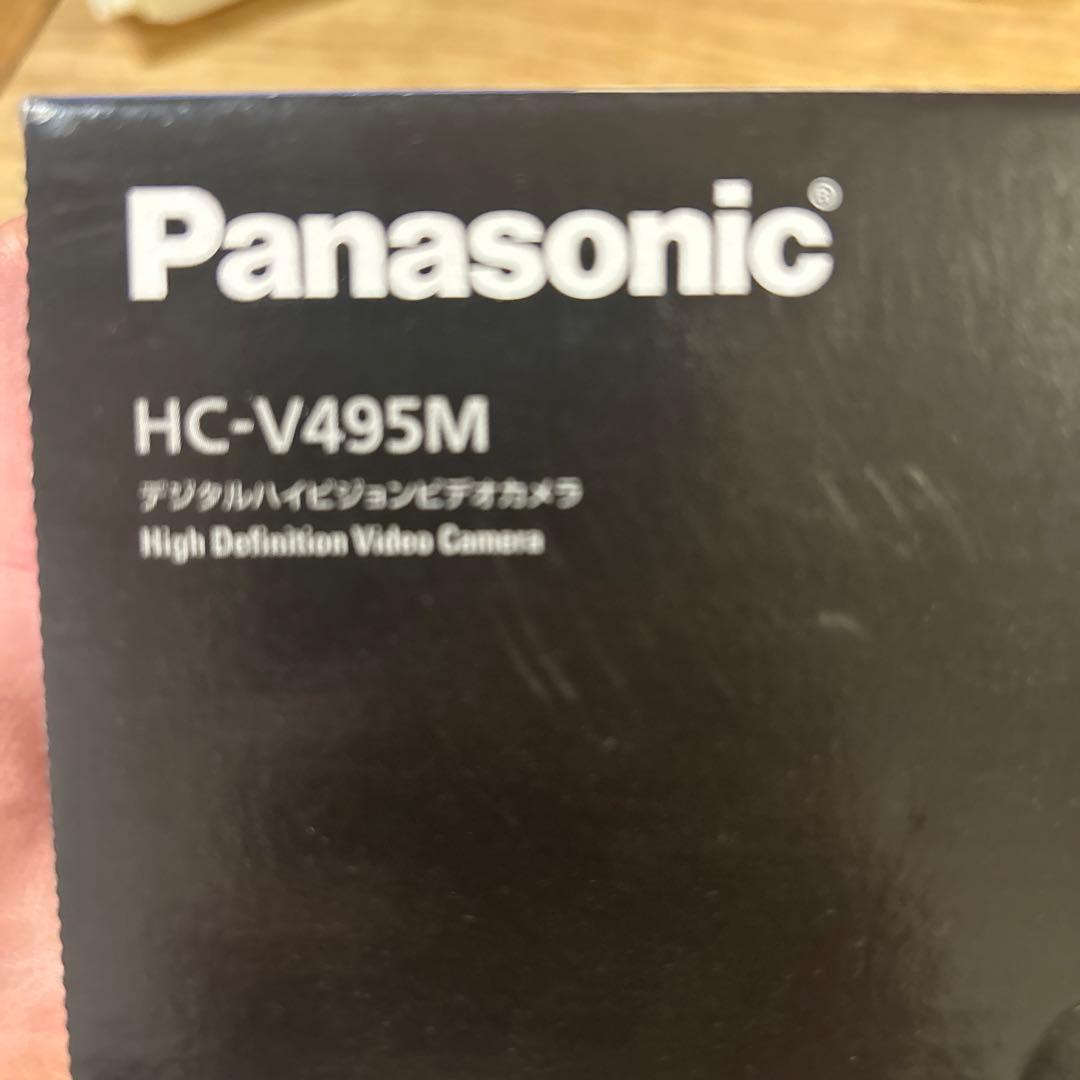 Panasonic®
HC-V495M
デジタルハイビジョンビデオカメラ
High Definition Video Camera